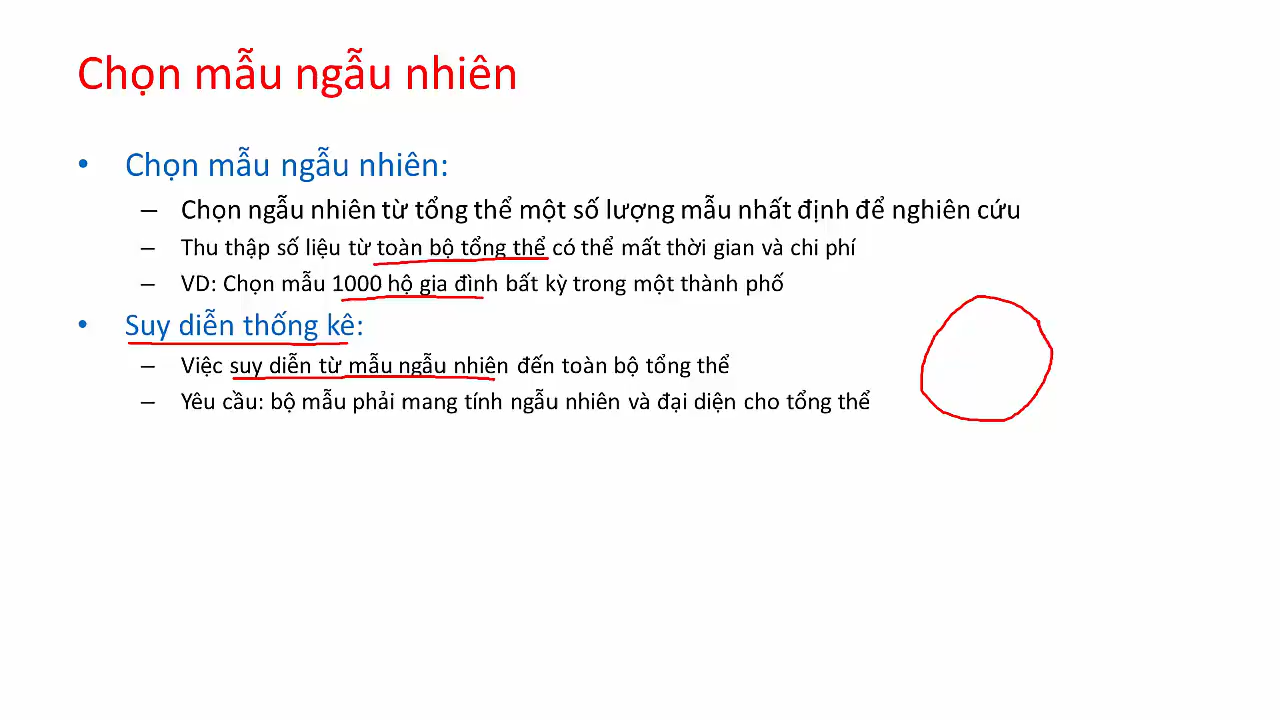 Chọn mẫu ngẫu nhiên
• Chọn mẫu ngẫu nhiên:
– Chọn ngẫu nhiên từ tổng thể một số lượng mẫu nhất định để nghiên cứu
– Thu thập số liệu từ toàn bộ tổng thể có thể mất thời gian và chi phí
– VD: Chọn mẫu 1000 hộ gia đình bất kỳ trong một thành phố
• Suy diễn thống kê:
– Việc suy diễn từ mẫu ngẫu nhiên đến toàn bộ tổng thể
– Yêu cầu: bộ mẫu phải mang tính ngẫu nhiên và đại diện cho tổng thể